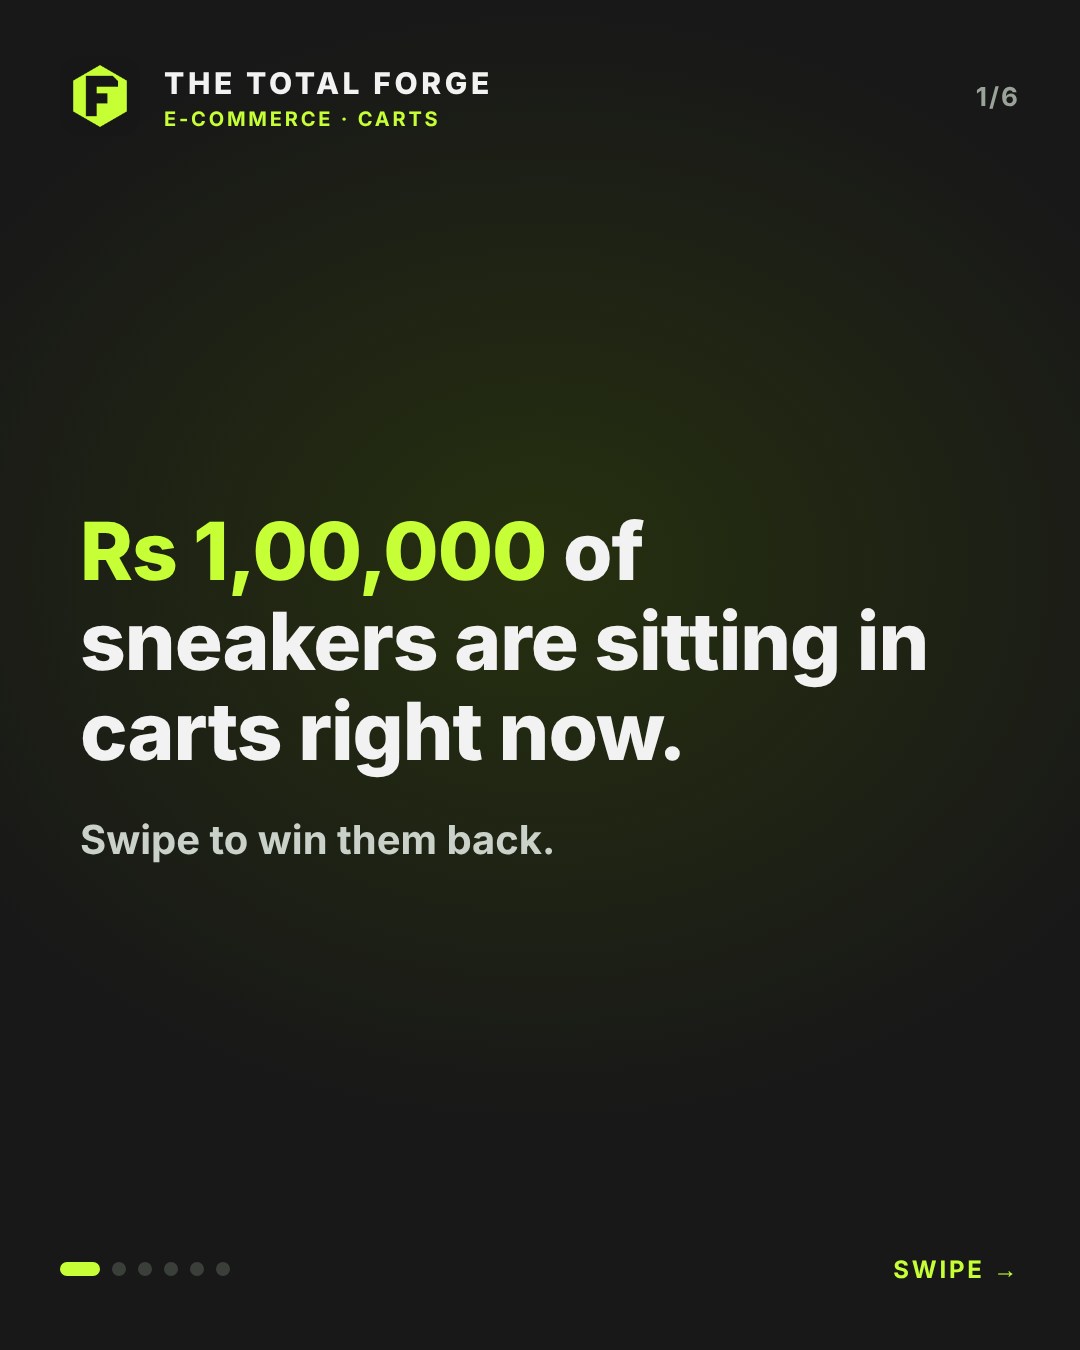 THE TOTAL FORGE
E-COMMERCE · CARTS
1/6
Rs 1,00,000 of
sneakers are sitting in
carts right now.
Swipe to win them back.
SWIPE →